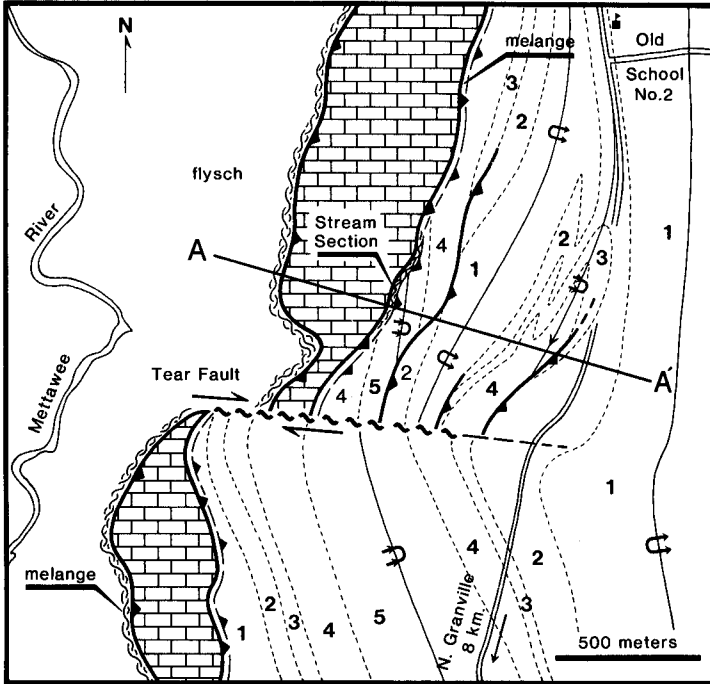 N
melange
Old
School
No.2
3
2
flysch
River
Stream
Section
A
4
1
2
3
1
Mettawee
Tear Fault
4
5
2
4
A'
1
melange
1
2
3
4
5
4
2
3
N. Granville
8 km.
500 meters